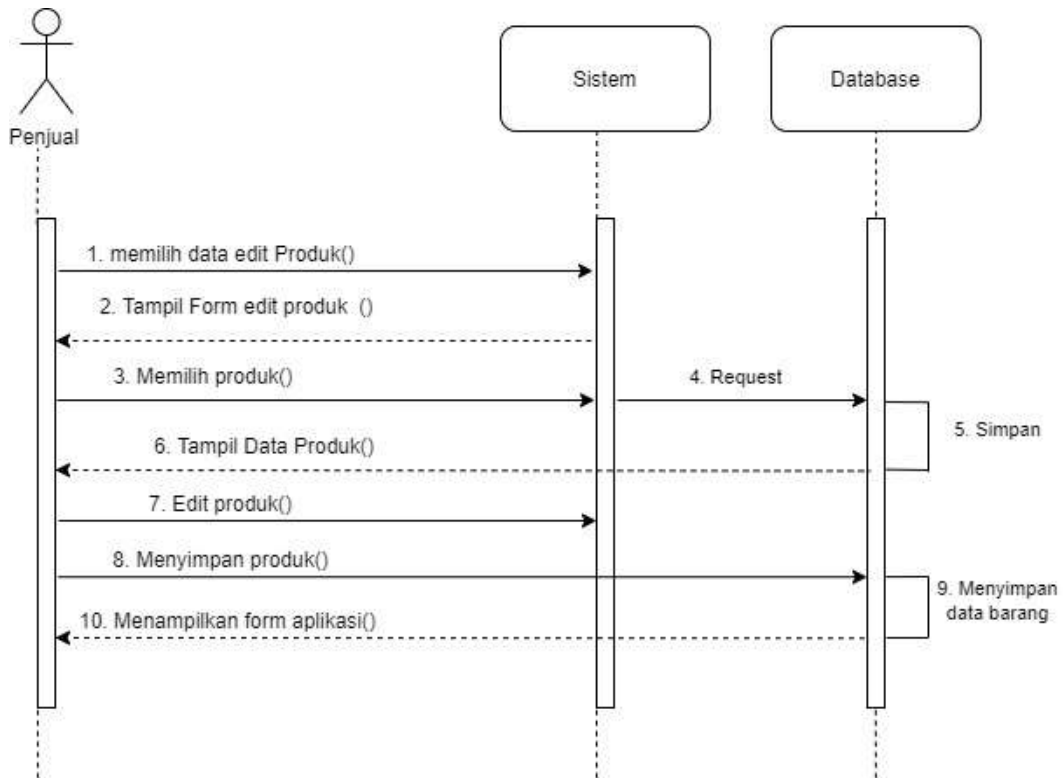 Penjual
Sistem
Database
1. memilih data edit Produk()
2. Tampil Form edit produk ()
3. Memilih produk()
4. Request
5. Simpan
6. Tampil Data Produk()
7. Edit produk()
8. Menyimpan produk()
9. Menyimpan
data barang
10. Menampilkan form aplikasi()